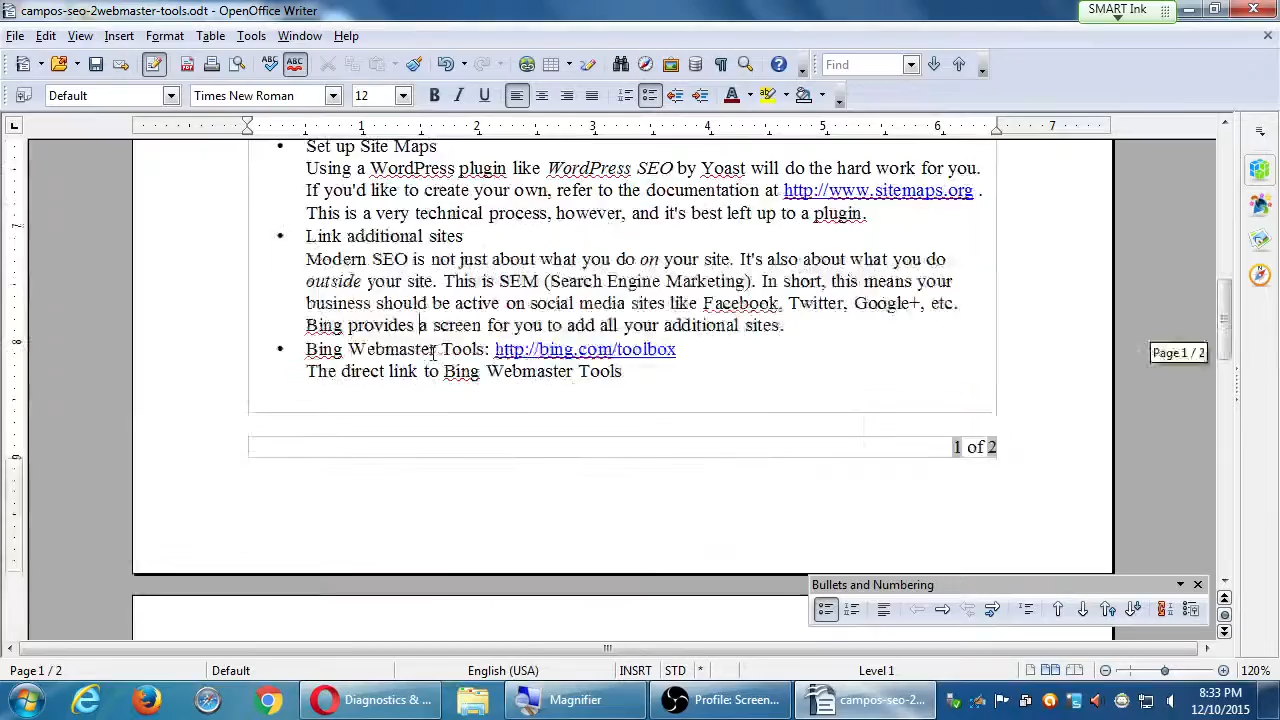 campos-seo-2webmaster-tools.odt - OpenOffice Writer
SMART Ink
File Edit View Insert Format Table Tools Window Help
Find
Default Times New Roman 12
1 2 3 4 5 6 7
Set up Site Maps
Using a WordPress plugin like WordPress SEO by Yoast will do the hard work for you.
If you'd like to create your own, refer to the documentation at http://www.sitemaps.org .
This is a very technical process, however, and it's best left up to a plugin.
• Link additional sites
Modern SEO is not just about what you do on your site. It's also about what you do
outside your site. This is SEM (Search Engine Marketing). In short, this means your
business should be active on social media sites like Facebook, Twitter, Google+, etc.
Bing provides a screen for you to add all your additional sites.
• Bing Webmaster Tools: http://bing.com/toolbox
The direct link to Bing Webmaster Tools
Page 1 / 2
1 of 2
Bullets and Numbering
Page 1 / 2 Default English (USA) INSRT STD * Level 1 120%
Diagnostics & ... Magnifier Profile: Screen... campos-seo-2... 8:33 PM
12/10/2015